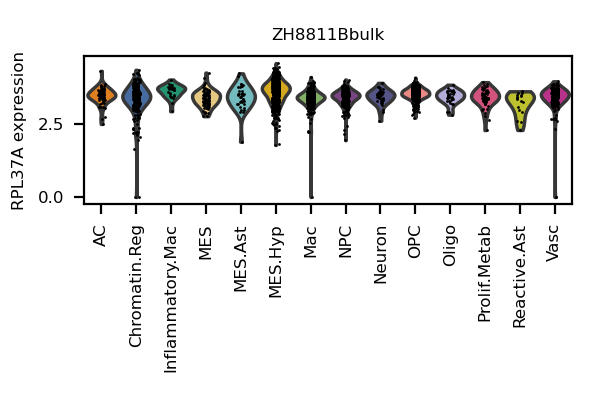 ZH8811Bbulk
RPL37A expression
2.5
0.0
AC
Chromatin.Reg
Inflammatory.Mac
MES
MES.Ast
MES.Hyp
Mac
NPC
Neuron
OPC
Oligo
Prolif.Metab
Reactive.Ast
Vasc